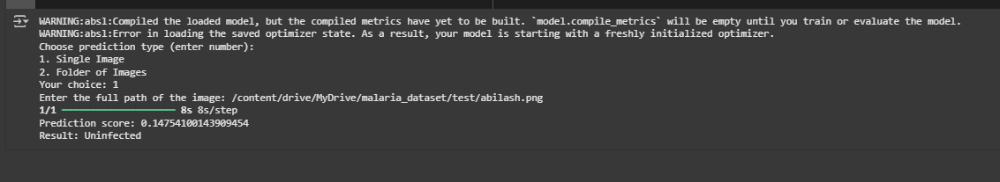 WARNING:absl:Compiled the loaded model, but the compiled metrics have yet to be built. `model.compile_metrics` will be empty until you train or evaluate the model.
WARNING:absl:Error in loading the saved optimizer state. As a result, your model is starting with a freshly initialized optimizer.
Choose prediction type (enter number):
1. Single Image
2. Folder of Images
Your choice: 1
Enter the full path of the image: /content/drive/MyDrive/malaria_dataset/test/abilash.png
1/1 ━━━━━━━━━━━━━━━━━━━━ 8s 8s/step
Prediction score: 0.14754100143909454
Result: Uninfected